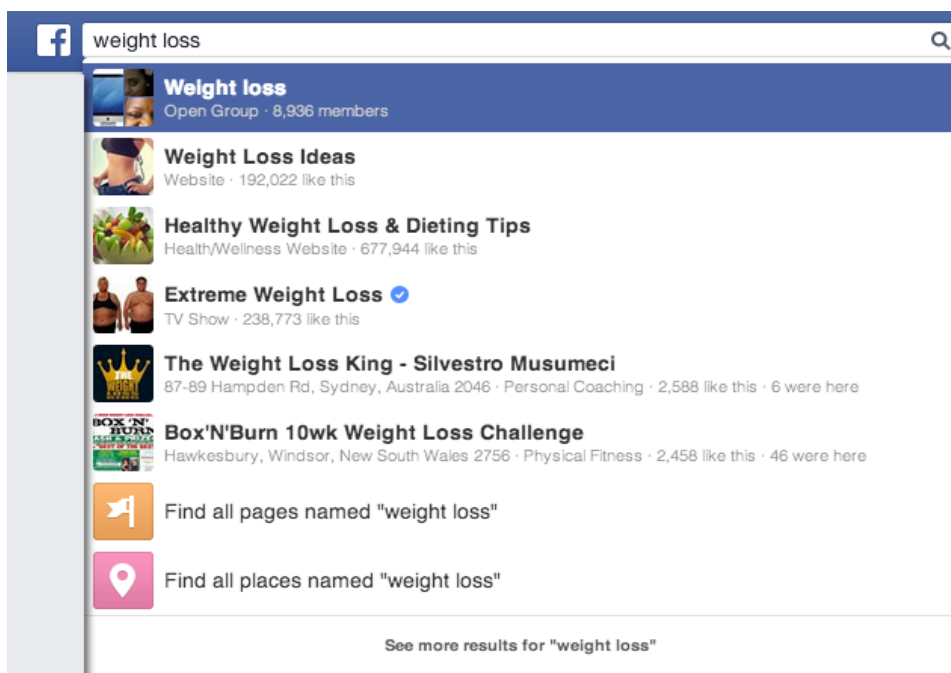 f weight loss
Weight loss
Open Group · 8,936 members
Weight Loss Ideas
Website · 192,022 like this
Healthy Weight Loss & Dieting Tips
Health/Wellness Website · 677,944 like this
Extreme Weight Loss
TV Show · 238,773 like this
THE
WEIGHT
The Weight Loss King - Silvestro Musumeci
87-89 Hampden Rd, Sydney, Australia 2046 · Personal Coaching · 2,588 like this · 6 were here
BOX 'N'
BURN
Box'N'Burn 10wk Weight Loss Challenge
Hawkesbury, Windsor, New South Wales 2756 · Physical Fitness · 2,458 like this · 46 were here
Find all pages named "weight loss"
Find all places named "weight loss"
See more results for "weight loss"